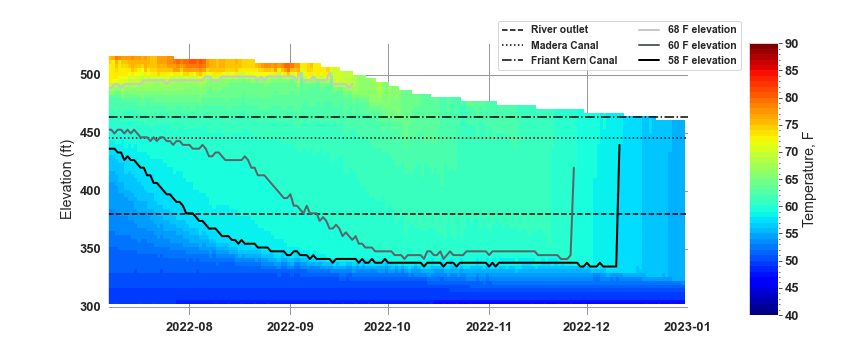 River outlet
Madera Canal
Friant Kern Canal
68 F elevation
60 F elevation
58 F elevation
Elevation (ft)
500
450
400
350
300
2022-08
2022-09
2022-10
2022-11
2022-12
2023-01
90
85
80
75
70
65
60
55
50
45
40
Temperature, F